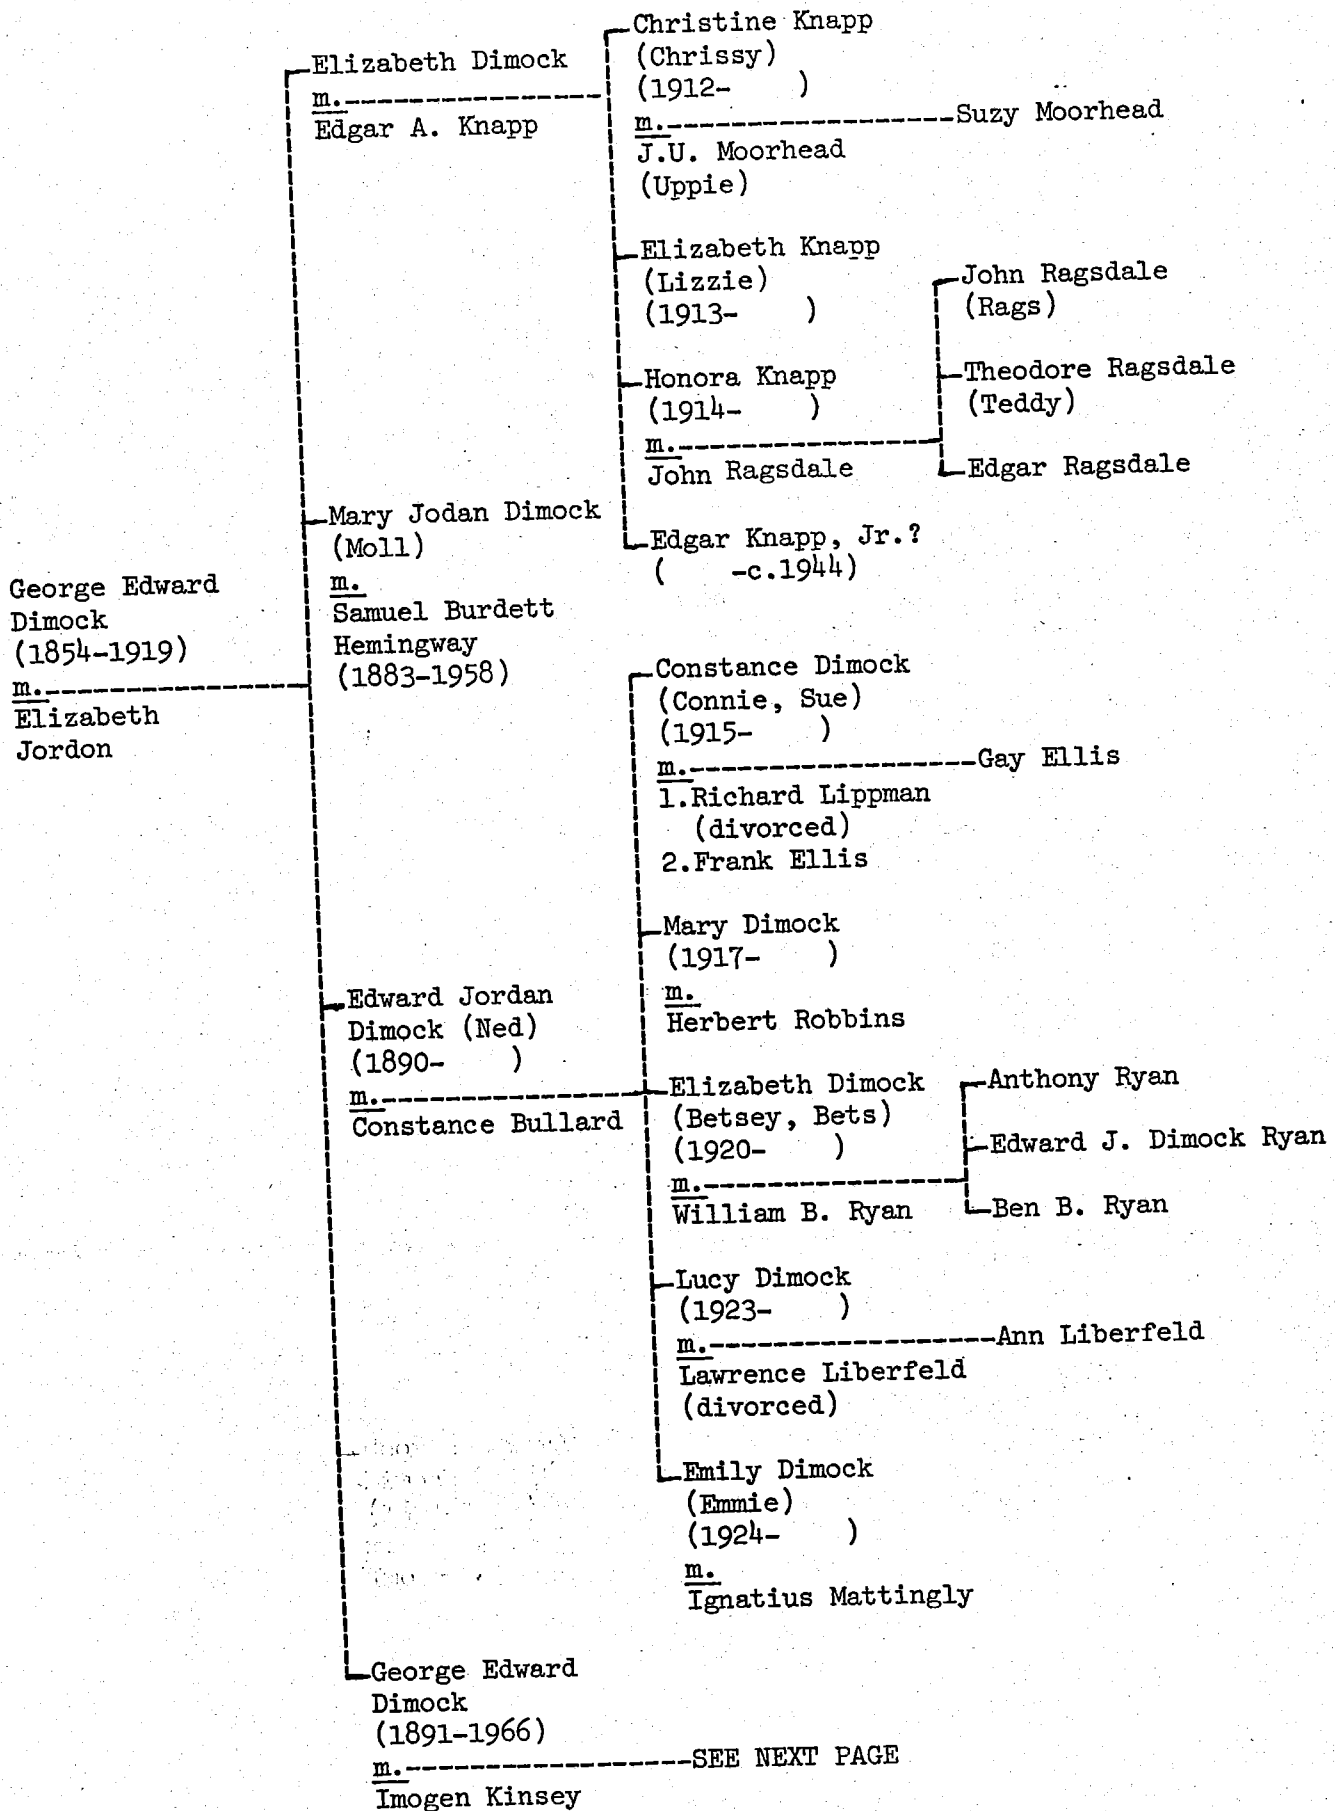 George Edward
Dimock
(1854-1919)
m.
Elizabeth
Jordon
Elizabeth Dimock
m.
Edgar A. Knapp
Christine Knapp
(Chrissy)
(1912-    )
m.
J.U. Moorhead
(Uppie)
Suzy Moorhead
Elizabeth Knapp
(Lizzie)
(1913-    )
Honora Knapp
(1914-    )
m.
John Ragsdale
John Ragsdale
(Rags)
Theodore Ragsdale
(Teddy)
Edgar Ragsdale
Edgar Knapp, Jr.?
(    -c.1944)
Mary Jodan Dimock
(Moll)
m.
Samuel Burdett
Hemingway
(1883-1958)
Edward Jordan
Dimock (Ned)
(1890-    )
m.
Constance Bullard
Constance Dimock
(Connie, Sue)
(1915-    )
m.
1.Richard Lippman
(divorced)
2.Frank Ellis
Gay Ellis
Mary Dimock
(1917-    )
m.
Herbert Robbins
Elizabeth Dimock
(Betsey, Bets)
(1920-    )
m.
William B. Ryan
Anthony Ryan
Edward J. Dimock Ryan
Ben B. Ryan
Lucy Dimock
(1923-    )
m.
Lawrence Liberfeld
(divorced)
Ann Liberfeld
Emily Dimock
(Emmie)
(1924-    )
m.
Ignatius Mattingly
George Edward
Dimock
(1891-1966)
m.
Imogen Kinsey
SEE NEXT PAGE